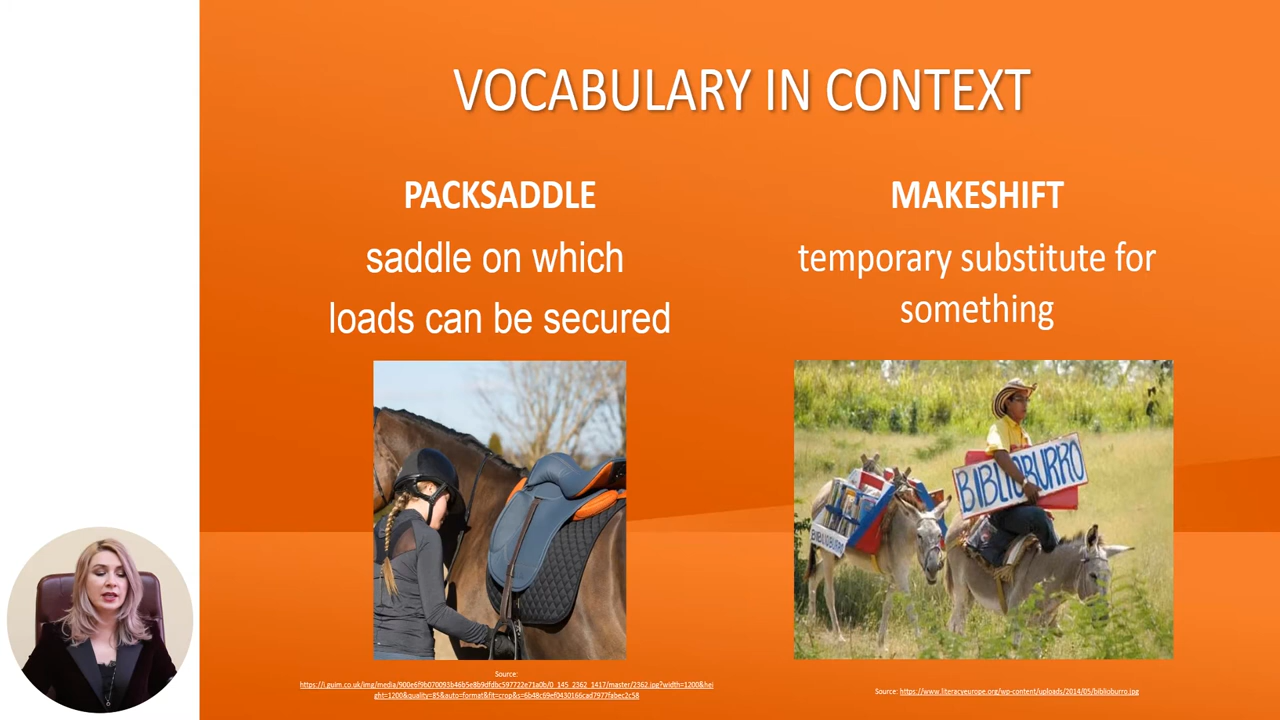 VOCABULARY IN CONTEXT
PACKSADDLE
saddle on which
loads can be secured
MAKESHIFT
temporary substitute for
something
BIBLIOBURRO
BIBLIOBURRO
Source:
Source: https://www.literacyeurope.org/wp-content/uploads/2014/05/biblioburro.jpg